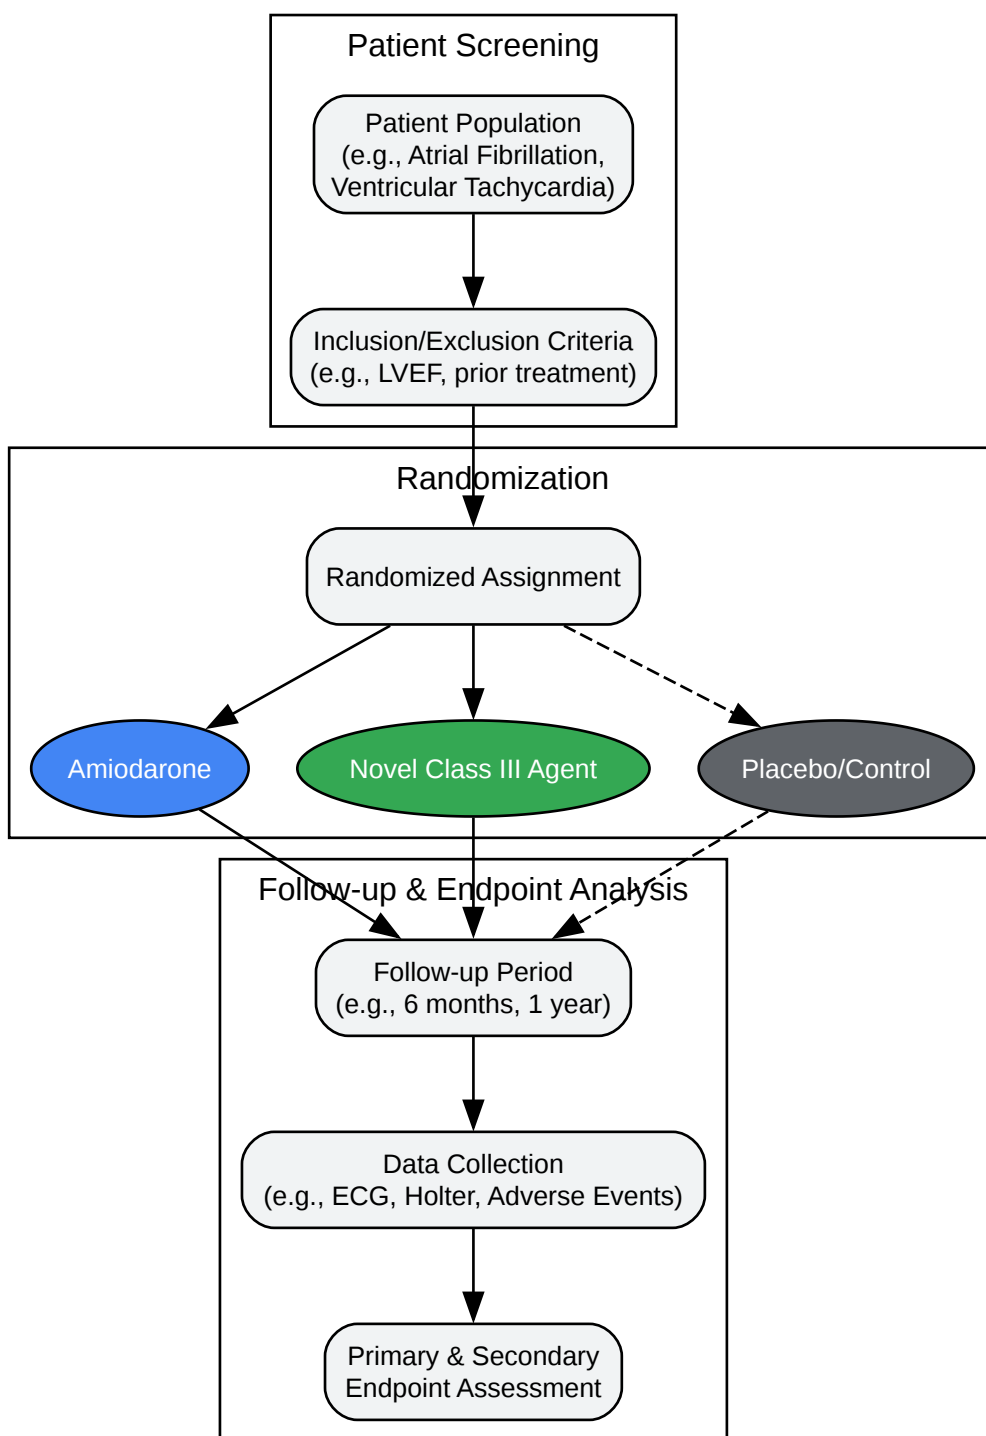 Patient Screening
Patient Population
(e.g., Atrial Fibrillation,
Ventricular Tachycardia)
Inclusion/Exclusion Criteria
(e.g., LVEF, prior treatment)
Randomization
Randomized Assignment
Amiodarone
Novel Class III Agent
Placebo/Control
Follow-up & Endpoint Analysis
Follow-up Period
(e.g., 6 months, 1 year)
Data Collection
(e.g., ECG, Holter, Adverse Events)
Primary & Secondary
Endpoint Assessment